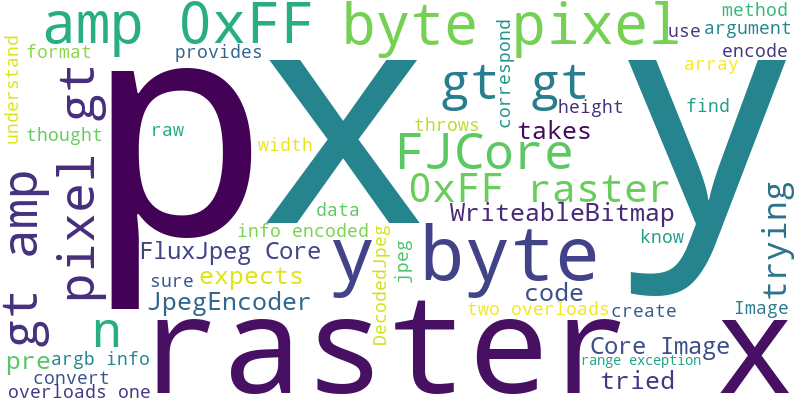 amp 0xFF byte pixel method
use argument
format provides encode
understand
gt gt gt correspond array
pixel gt
p x y
height find
thought raw throws takes
width FJCore
0xFF raster
data WriteableBitmap
gt amp info encoded know trying
FluxJpeg Core y byte
DecodedJpeg jpeg
sure expects code
JpegEncoder two overloads create Image
n raster x
pre argb info Core Image
range exception
convert tried
overloads one